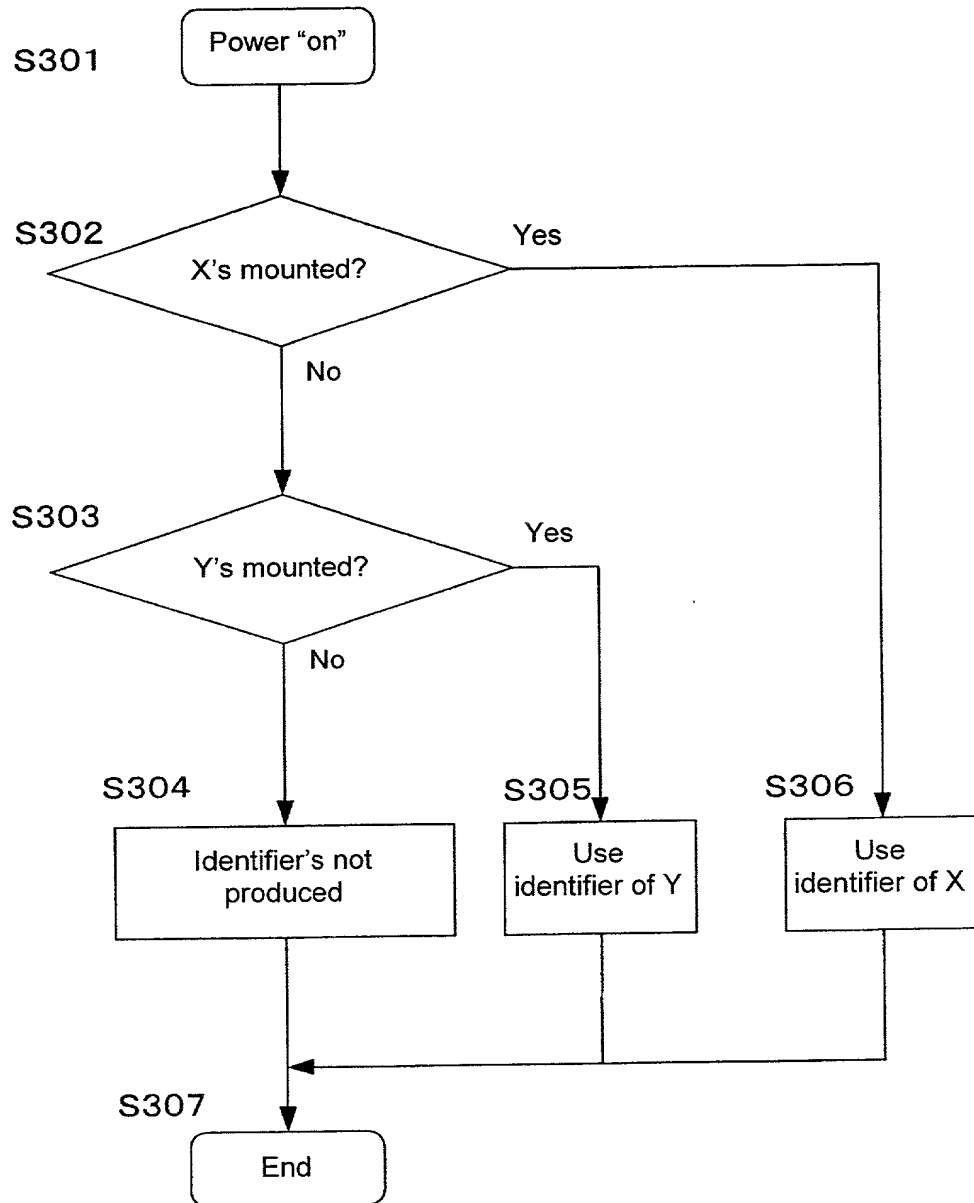 S301
Power “on”
S302
X’s mounted?
Yes
No
S303
Y’s mounted?
Yes
No
S304
Identifier’s not
produced
S305
Use
identifier of Y
S306
Use
identifier of X
S307
End